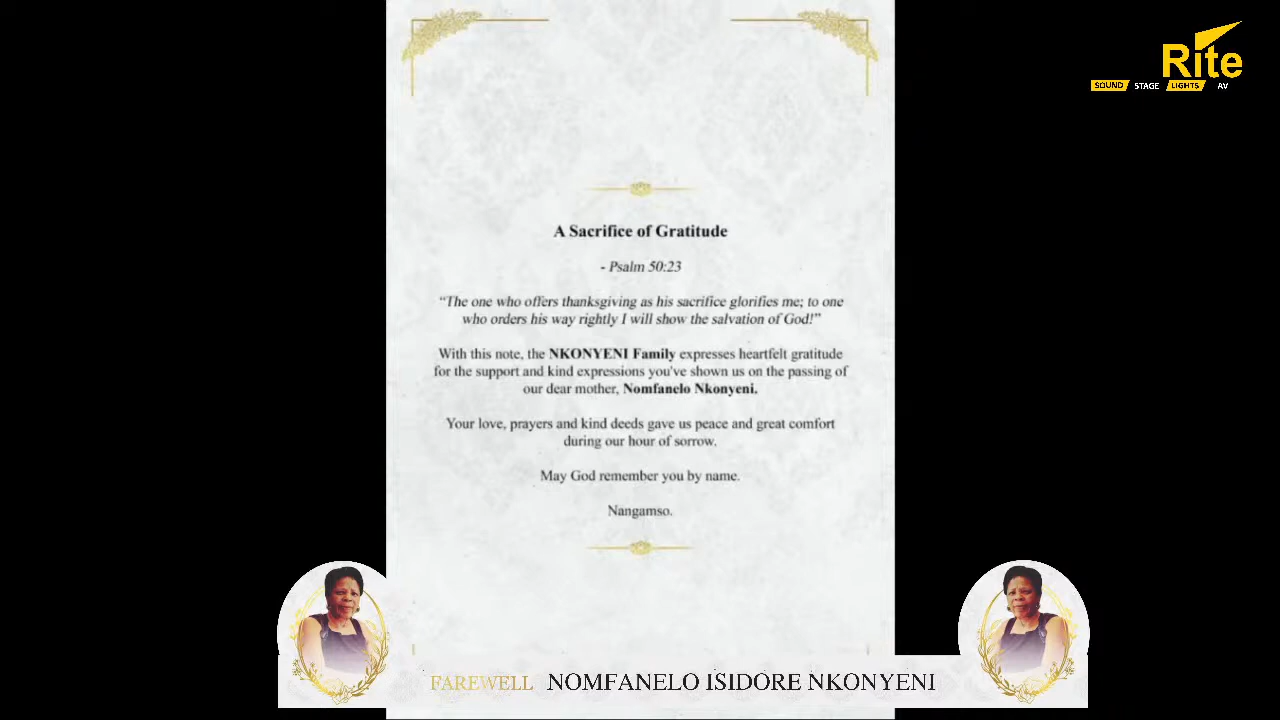 Rite
SOUND STAGE LIGHTS AV
A Sacrifice of Gratitude
- Psalm 50:23
“The one who offers thanksgiving as his sacrifice glorifies me; to one
who orders his way rightly I will show the salvation of God!”
With this note, the NKONYENI Family expresses heartfelt gratitude
for the support and kind expressions you've shown us on the passing of
our dear mother, Nomfanelo Nkonyeni.
Your love, prayers and kind deeds gave us peace and great comfort
during our hour of sorrow.
May God remember you by name.
Nangamso.
FAREWELL NOMFANELO ISIDORE NKONYENI